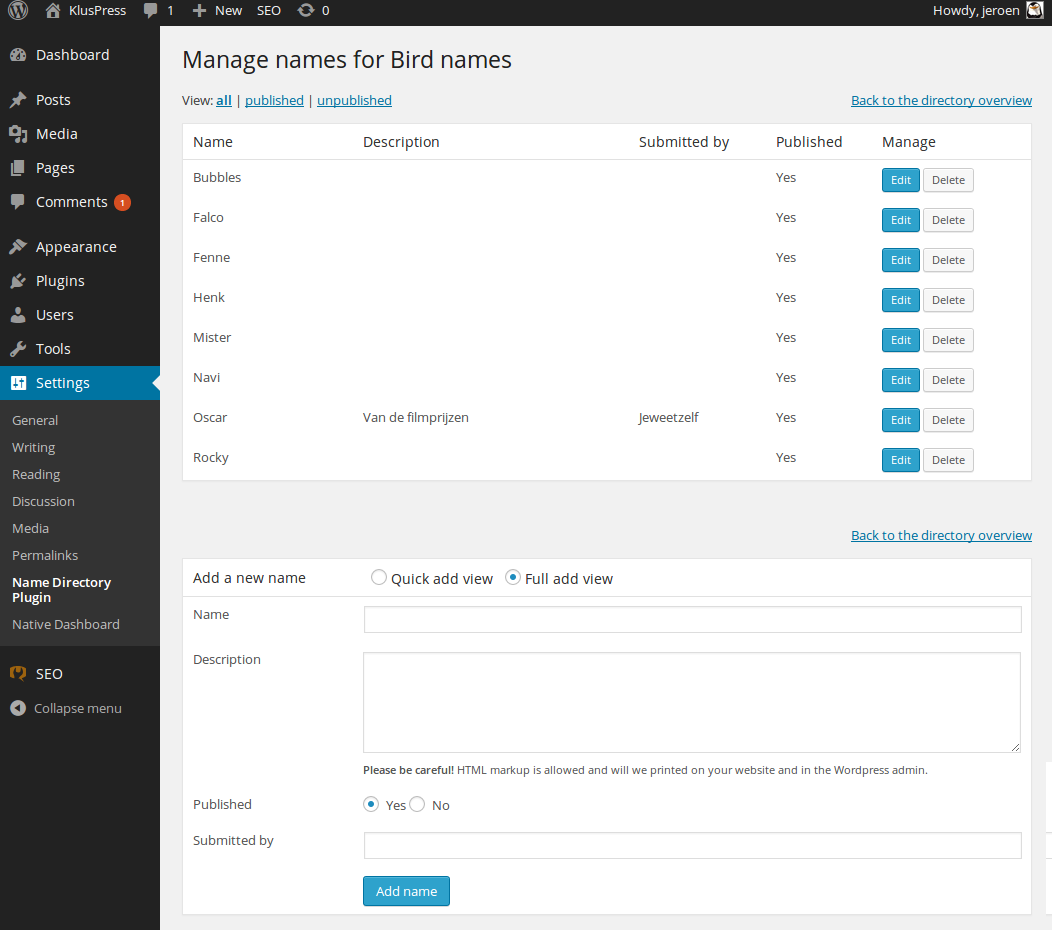 KlusPress 1 New SEO 0 Howdy, jeroen
Dashboard
Posts
Media
Pages
Comments 1
Appearance
Plugins
Users
Tools
Settings
General
Writing
Reading
Discussion
Media
Permalinks
Name Directory
Plugin
Native Dashboard
SEO
Collapse menu
Manage names for Bird names
View: all | published | unpublished Back to the directory overview
Name Description Submitted by Published Manage
Bubbles Yes Edit Delete
Falco Yes Edit Delete
Fenne Yes Edit Delete
Henk Yes Edit Delete
Mister Yes Edit Delete
Navi Yes Edit Delete
Oscar Van de filmprijzen Jeweetzelf Yes Edit Delete
Rocky Yes Edit Delete
Back to the directory overview
Add a new name Quick add view Full add view
Name
Description
Please be careful! HTML markup is allowed and will we printed on your website and in the Wordpress admin.
Published Yes No
Submitted by
Add name